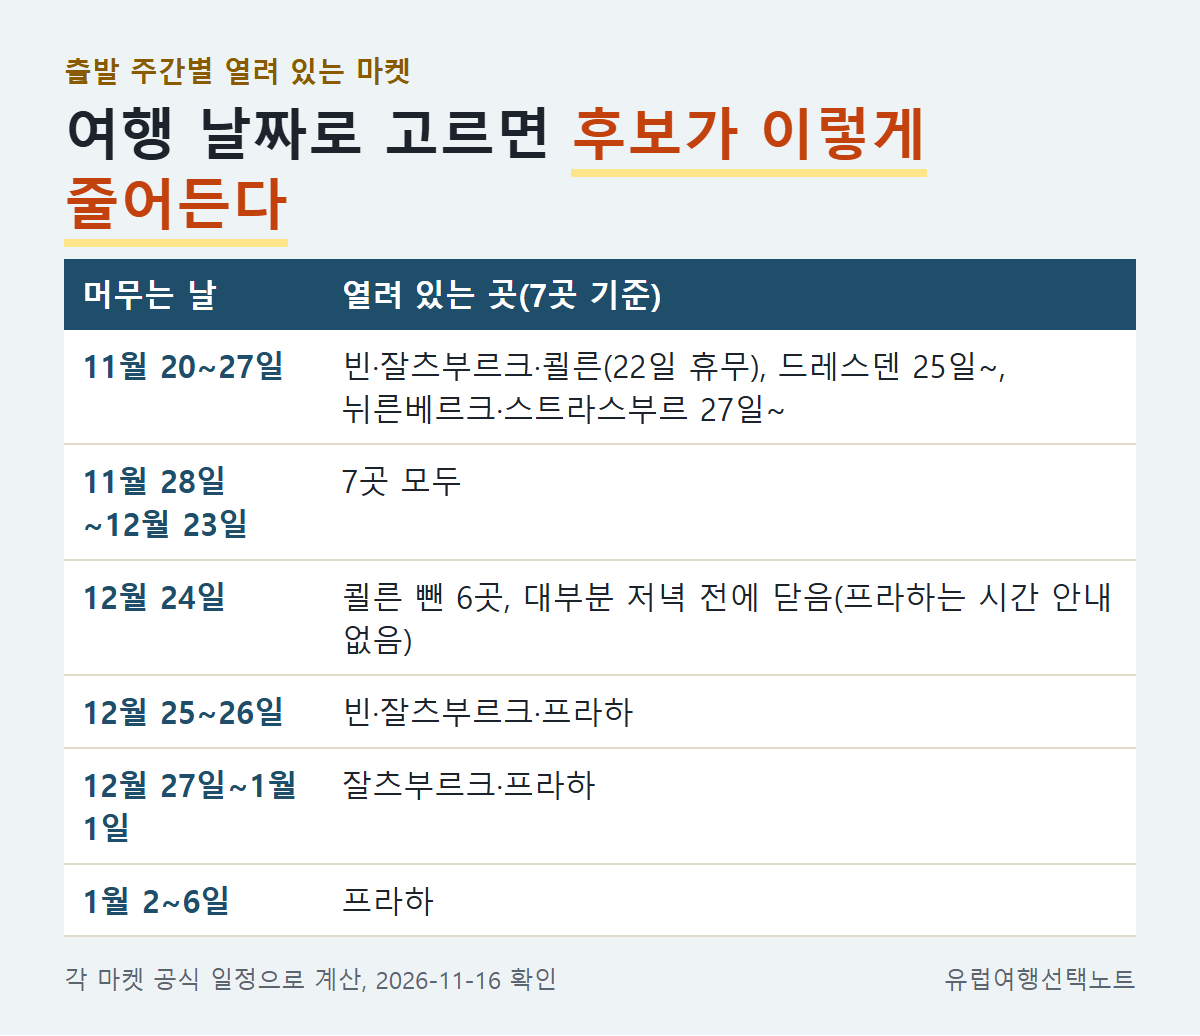 출발 주간별 열려 있는 마켓
여행 날짜로 고르면 후보가 이렇게
줄어든다
머무는 날 열려 있는 곳(7곳 기준)
11월 20~27일 빈·잘츠부르크·쾰른(22일 휴무), 드레스덴 25일~,
뉘른베르크·스트라스부르 27일~
11월 28일 7곳 모두
~12월 23일
12월 24일 쾰른 뺀 6곳, 대부분 저녁 전에 닫음(프라하는 시간 안내
없음)
12월 25~26일 빈·잘츠부르크·프라하
12월 27일~1월 잘츠부르크·프라하
1일
1월 2~6일 프라하
각 마켓 공식 일정으로 계산, 2026-11-16 확인 유럽여행선택노트